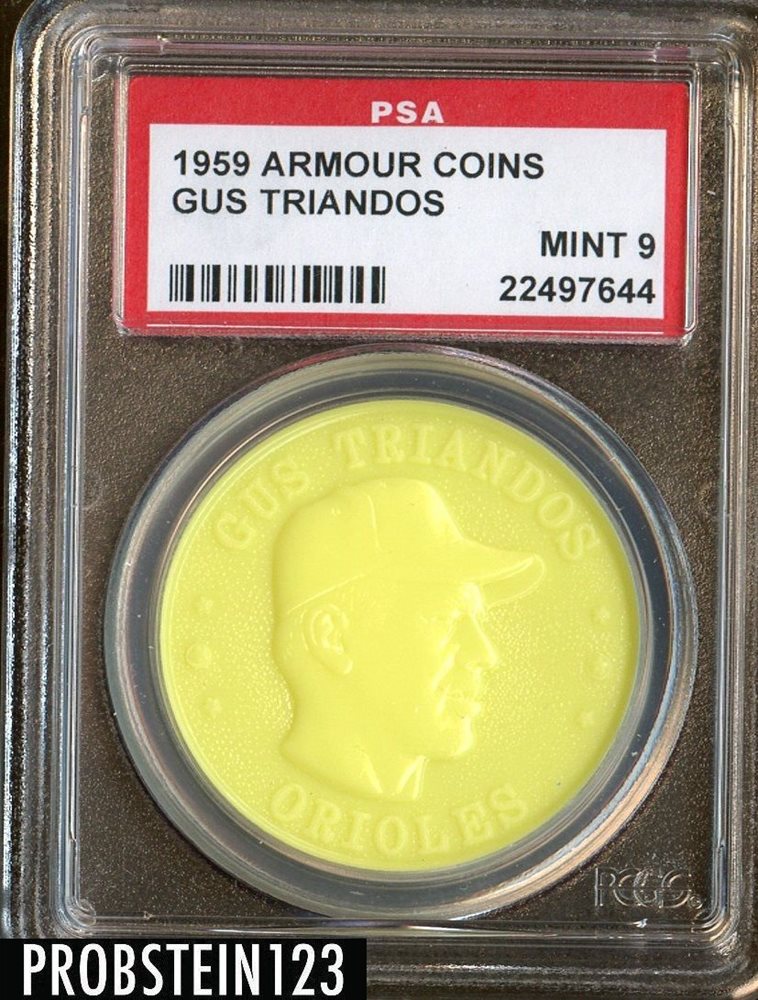 PSA
1959 ARMOUR COINS
GUS TRIANDOS
MINT 9
22497644
GUS TRIANDOS
ORIOLES
PCGS
PROBSTEIN123